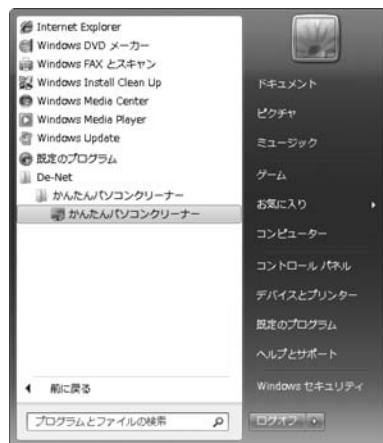 Internet Explorer
Windows DVD メーカー
Windows FAX とスキャン
Windows Install Clean Up
Windows Media Center
Windows Media Player
Windows Update
既定のプログラム
De-Net
かんたんパソコンクリーナー
かんたんパソコンクリーナー
前に戻る
プログラムとファイルの検索
ドキュメント
ピクチャ
ミュージック
ゲーム
お気に入り
コンピューター
コントロール パネル
デバイスとプリンター
既定のプログラム
ヘルプとサポート
Windows セキュリティ
ログオフ